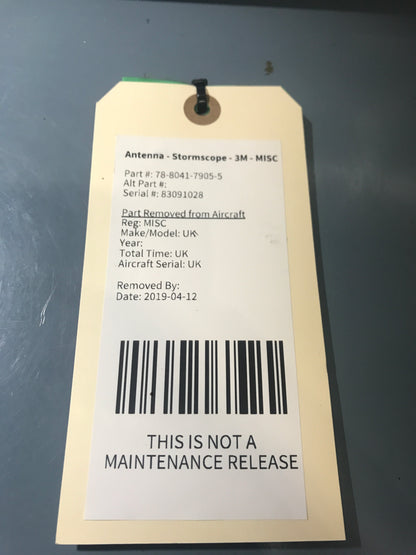 Antenna - Stormscope - 3M - MISC
Part #: 78-8041-7905-5
Alt Part #:
Serial #: 83091028
Part Removed from Aircraft
Reg: MISC
Make/Model: UK
Year:
Total Time: UK
Aircraft Serial: UK
Removed By:
Date: 2019-04-12
THIS IS NOT A
MAINTENANCE RELEASE